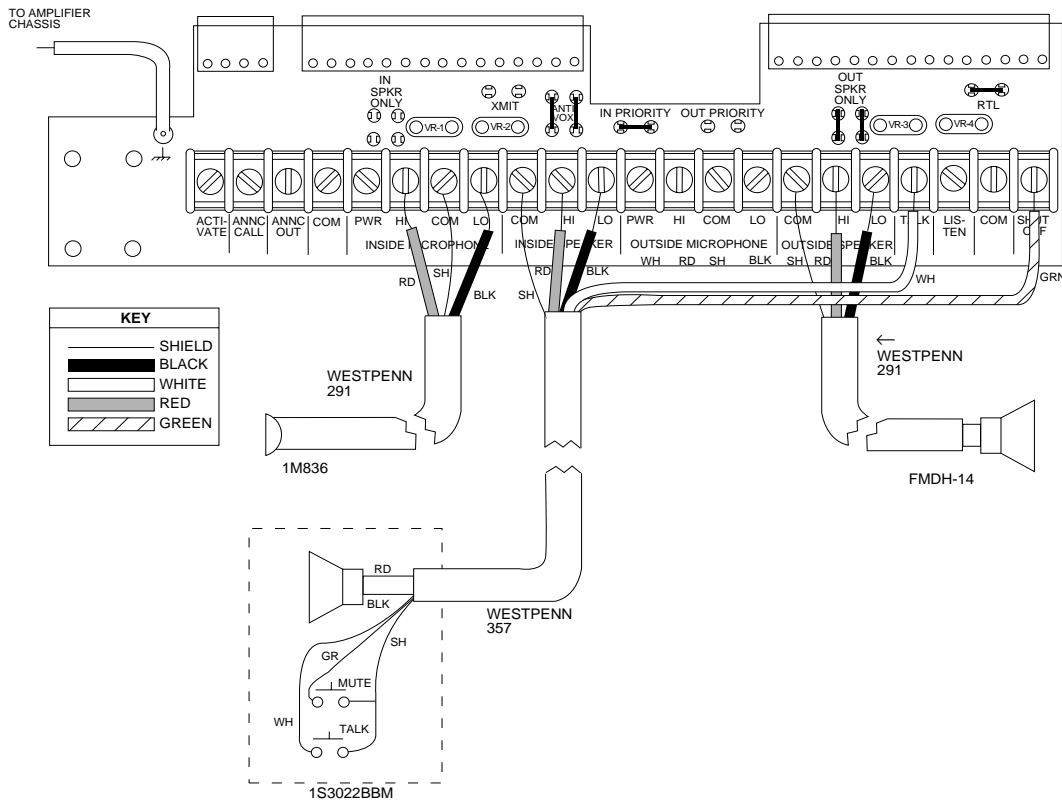 TO AMPLIFIER
CHASSIS
IN
SPKR
ONLY
XMIT
ANTI
VOX
IN PRIORITY
OUT PRIORITY
OUT
SPKR
ONLY
RTL
VR-1
VR-2
VR-3
VR-4
ACTI-
VATE
ANNC
CALL
ANNC
OUT
COM
PWR
HI
COM
LO
COM
HI
LO
PWR
HI
COM
LO
COM
HI
LO
TALK
LIS-
TEN
COM
SHUT
OFF
INSIDE MICROPHONE
INSIDE SPEAKER
OUTSIDE MICROPHONE
OUTSIDE SPEAKER
WH RD SH BLK SH RD BLK
RD
SH
BLK
SH
RD
BLK
WH
GRN
KEY
SHIELD
BLACK
WHITE
RED
GREEN
WESTPENN
291
1M836
WESTPENN
291
FMDH-14
RD
BLK
WESTPENN
357
SH
GR
MUTE
WH
TALK
1S3022BBM